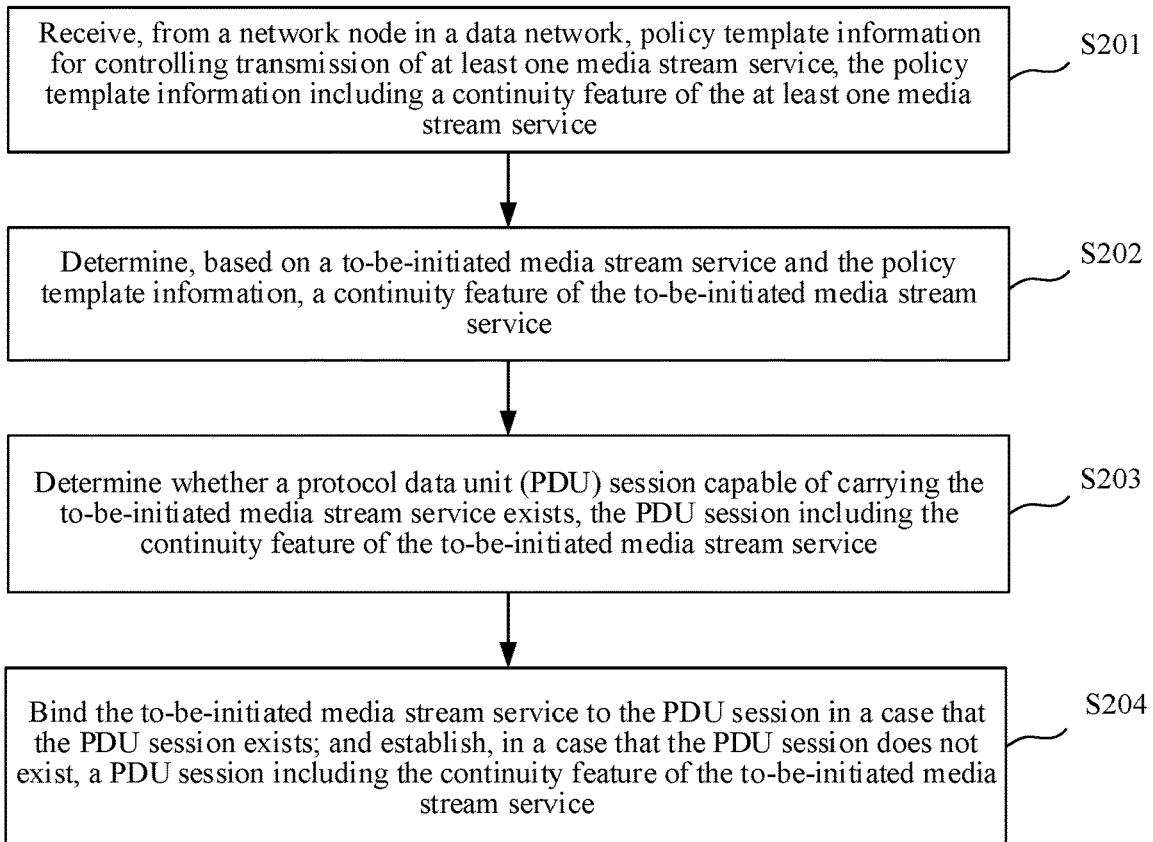 Receive, from a network node in a data network, policy template information
for controlling transmission of at least one media stream service, the policy
template information including a continuity feature of the at least one media
stream service
S201
Determine, based on a to-be-initiated media stream service and the policy
template information, a continuity feature of the to-be-initiated media stream
service
S202
Determine whether a protocol data unit (PDU) session capable of carrying the
to-be-initiated media stream service exists, the PDU session including the
continuity feature of the to-be-initiated media stream service
S203
Bind the to-be-initiated media stream service to the PDU session in a case that
the PDU session exists; and establish, in a case that the PDU session does not
exist, a PDU session including the continuity feature of the to-be-initiated media
stream service
S204